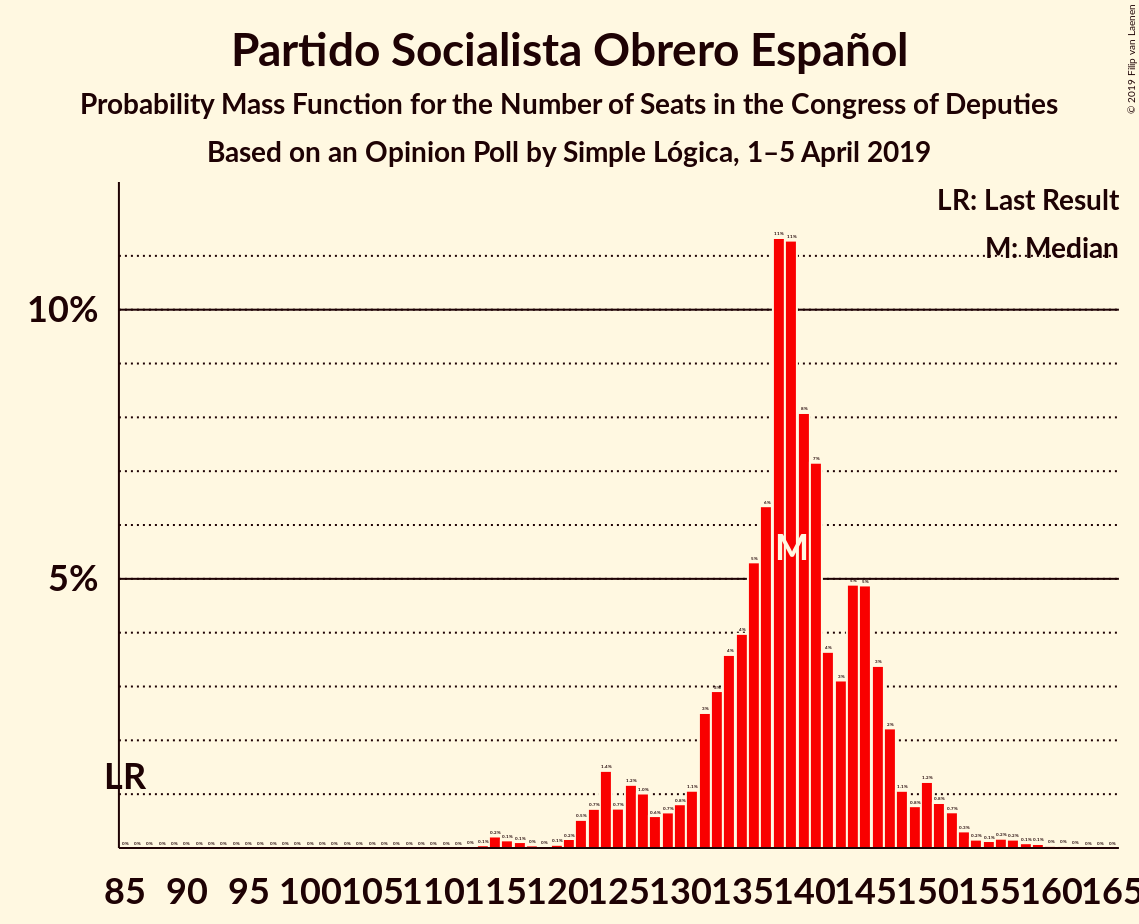 Partido Socialista Obrero Español
Probability Mass Function for the Number of Seats in the Congress of Deputies
Based on an Opinion Poll by Simple Lógica, 1–5 April 2019
© 2019 Filip van Laenen
LR: Last Result
M: Median
10%
5%
LR
M
85 90 95 100 105 110 115 120 125 130 135 140 145 150 155 160 165